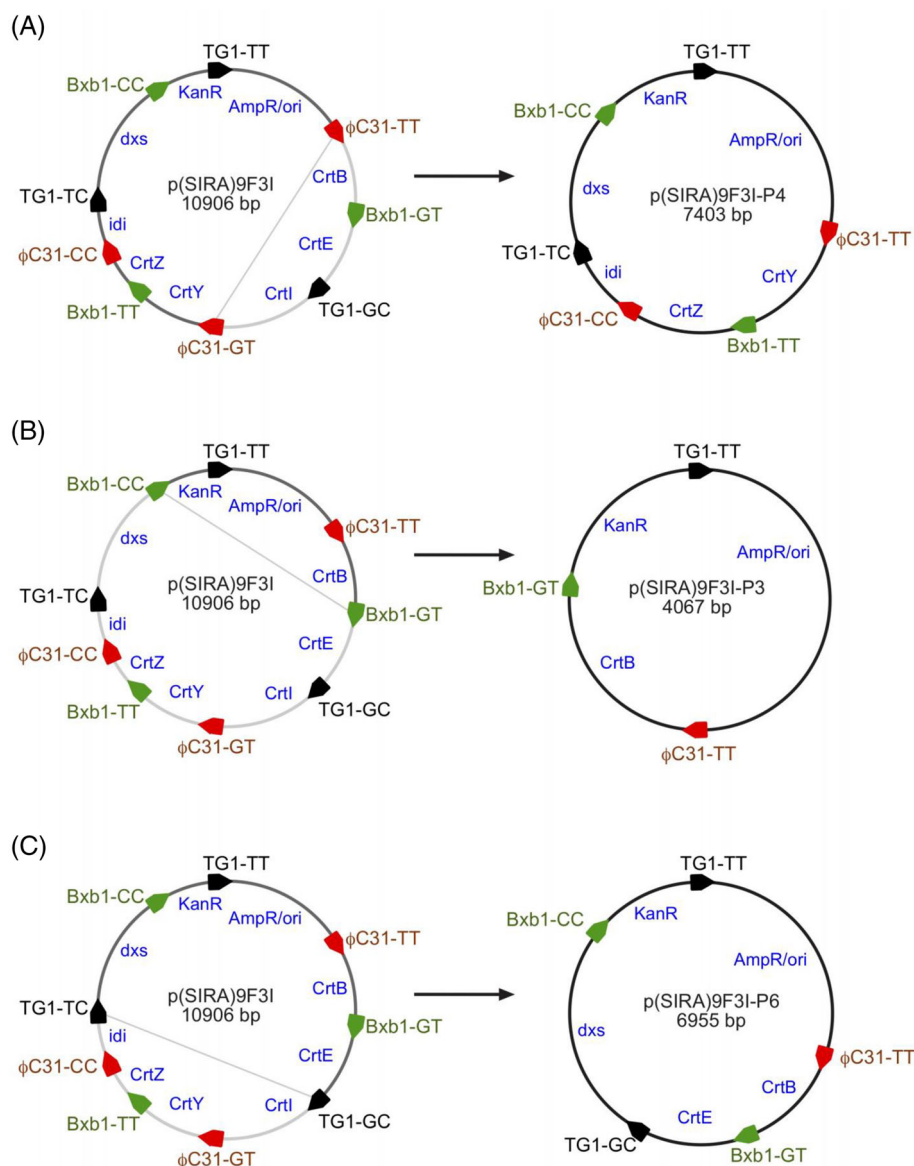 (A)
TG1-TT
Bxb1-CC
KanR
AmpR/ori
ϕC31-TT
dxs
CrtB
p(SIRA)9F3I
10906 bp
TG1-TC
Bxb1-GT
idi
CrtE
ϕC31-CC
CrtZ
CrtI
CrtY
TG1-GC
Bxb1-TT
ϕC31-GT
TG1-TT
KanR
Bxb1-CC
AmpR/ori
dxs
p(SIRA)9F3I-P4
7403 bp
ϕC31-TT
TG1-TC
idi
CrtY
CrtZ
ϕC31-CC
Bxb1-TT
(B)
TG1-TT
Bxb1-CC
KanR
AmpR/ori
ϕC31-TT
dxs
CrtB
p(SIRA)9F3I
10906 bp
TG1-TC
Bxb1-GT
idi
CrtE
ϕC31-CC
CrtZ
CrtI
CrtY
TG1-GC
Bxb1-TT
ϕC31-GT
TG1-TT
KanR
AmpR/ori
Bxb1-GT
p(SIRA)9F3I-P3
4067 bp
CrtB
ϕC31-TT
(C)
TG1-TT
Bxb1-CC
KanR
AmpR/ori
ϕC31-TT
dxs
CrtB
p(SIRA)9F3I
10906 bp
TG1-TC
Bxb1-GT
idi
CrtE
ϕC31-CC
CrtZ
CrtI
CrtY
TG1-GC
Bxb1-TT
ϕC31-GT
TG1-TT
KanR
Bxb1-CC
AmpR/ori
p(SIRA)9F3I-P6
6955 bp
dxs
ϕC31-TT
CrtB
CrtE
TG1-GC
Bxb1-GT